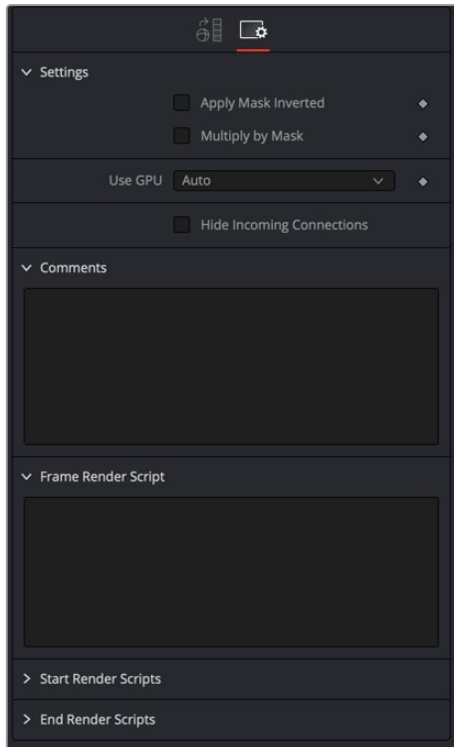 Settings
Apply Mask Inverted
Multiply by Mask
Use GPU Auto
Hide Incoming Connections
Comments
Frame Render Script
Start Render Scripts
End Render Scripts